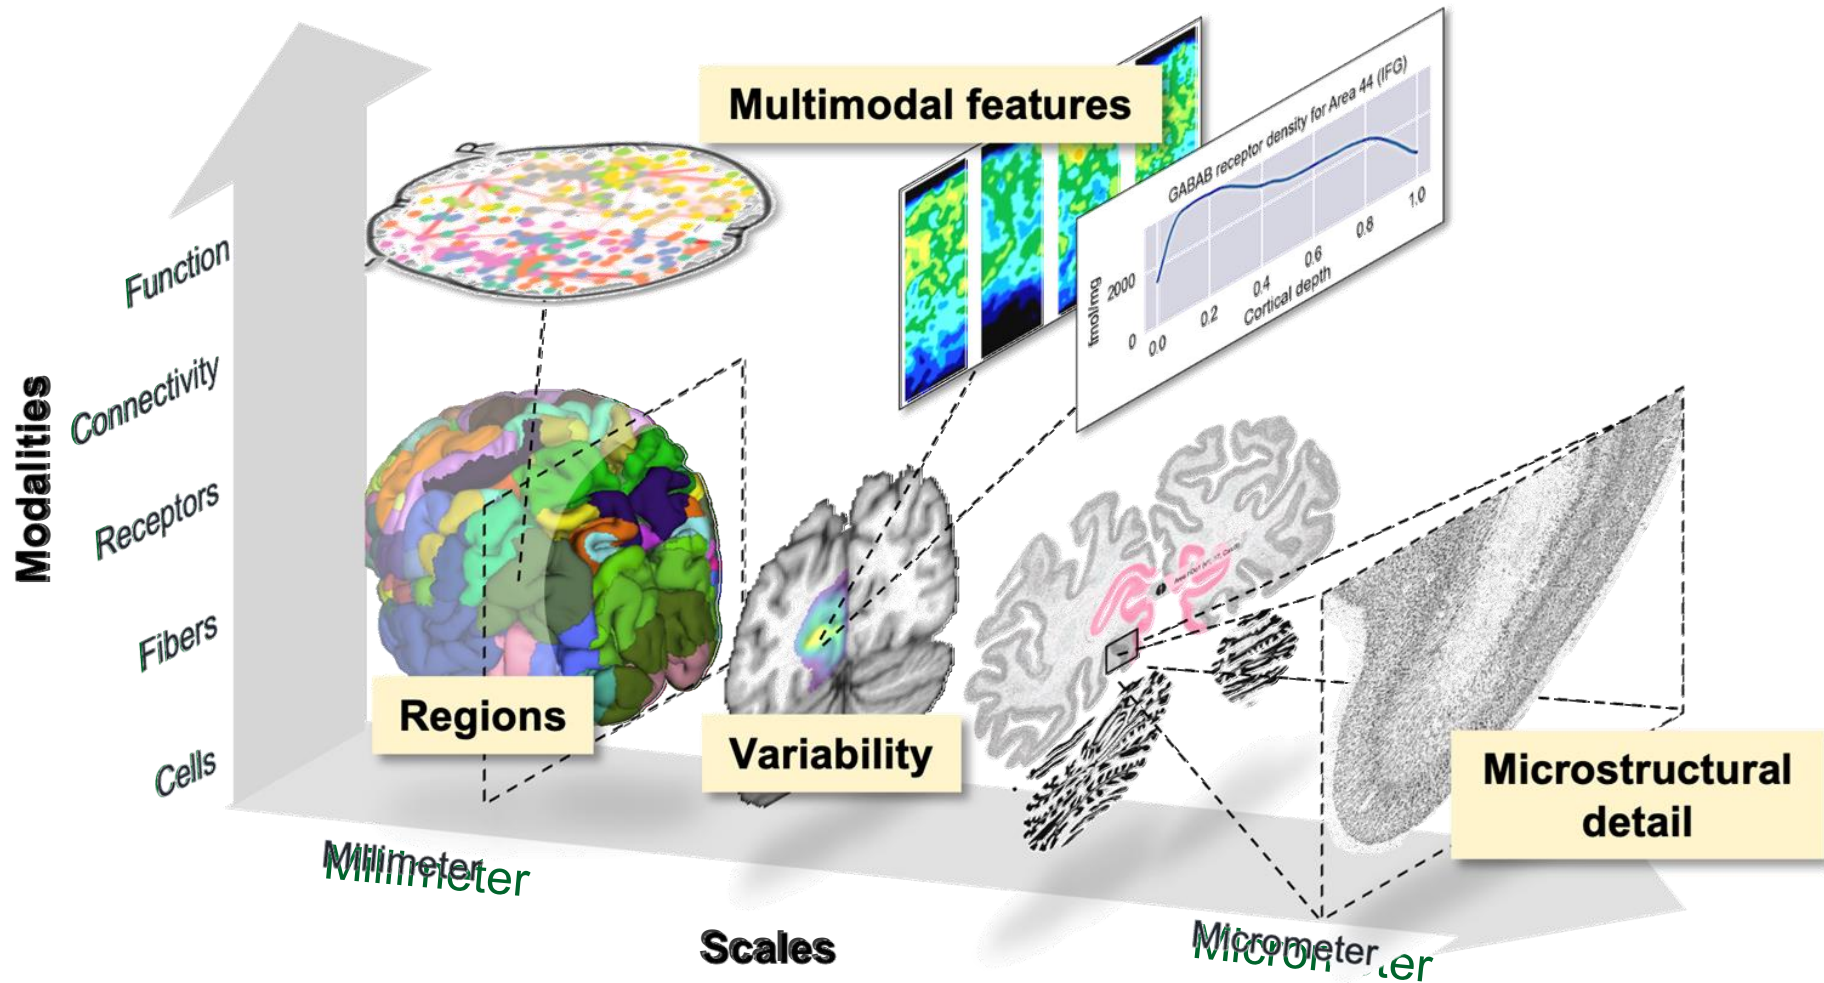 Multimodal features
R
GABAB receptor density for Area 44 (IFG)
fmol/mg
2000
0
0.0
0.2
0.4
0.6
0.8
1.0
Cortical depth
Modalities
Function
Connectivity
Receptors
Fibers
Cells
Regions
Variability
Microstructural
detail
Millimeter
Millimeter
Scales
Micrometer